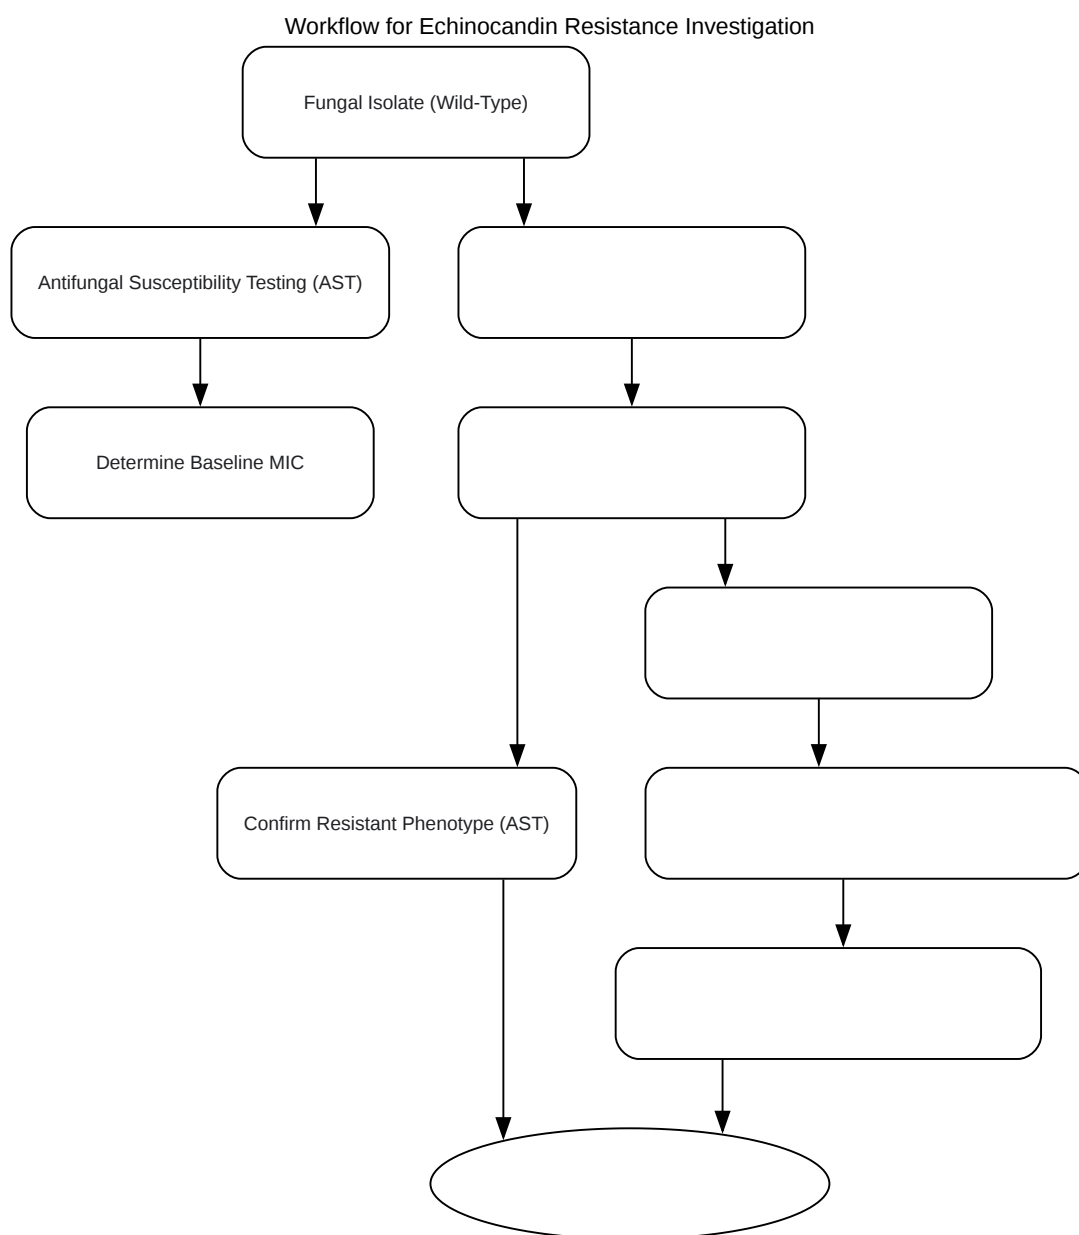 Workflow for Echinocandin Resistance Investigation
Fungal Isolate (Wild-Type)
Antifungal Susceptibility Testing (AST)
Determine Baseline MIC
Confirm Resistant Phenotype (AST)